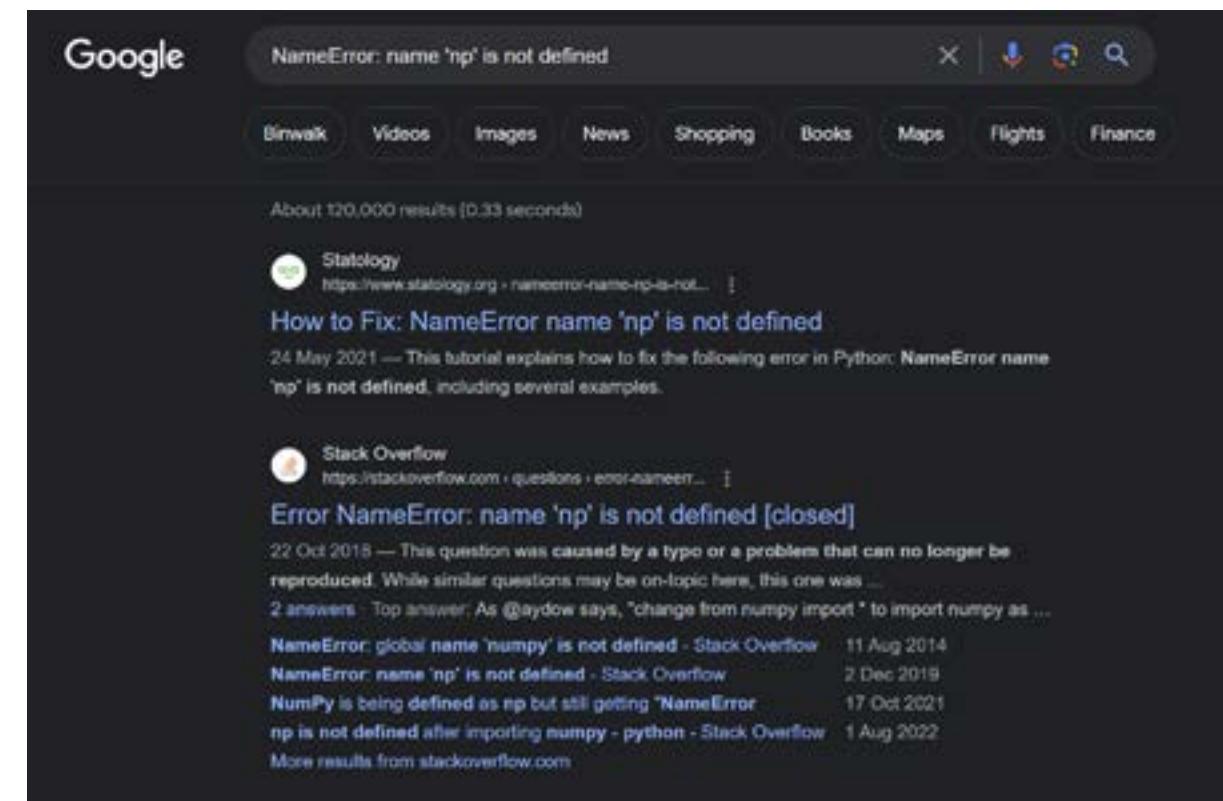 Google
NameError: name 'np' is not defined
Binwalk Videos Images News Shopping Books Maps Flights Finance
About 120,000 results (0.33 seconds)
Statology
https://www.statology.org › nameerror-name-np-is-not...
How to Fix: NameError name 'np' is not defined
24 May 2021 — This tutorial explains how to fix the following error in Python: NameError name
'np' is not defined, including several examples.
Stack Overflow
https://stackoverflow.com › questions › error-nameerr...
Error NameError: name 'np' is not defined [closed]
22 Oct 2018 — This question was caused by a typo or a problem that can no longer be
reproduced. While similar questions may be on-topic here, this one was ...
2 answers · Top answer: As @aydow says, "change from numpy import * to import numpy as ...
NameError: global name 'numpy' is not defined - Stack Overflow 11 Aug 2014
NameError: name 'np' is not defined - Stack Overflow 2 Dec 2019
NumPy is being defined as np but still getting "NameError 17 Oct 2021
np is not defined after importing numpy - python - Stack Overflow 1 Aug 2022
More results from stackoverflow.com